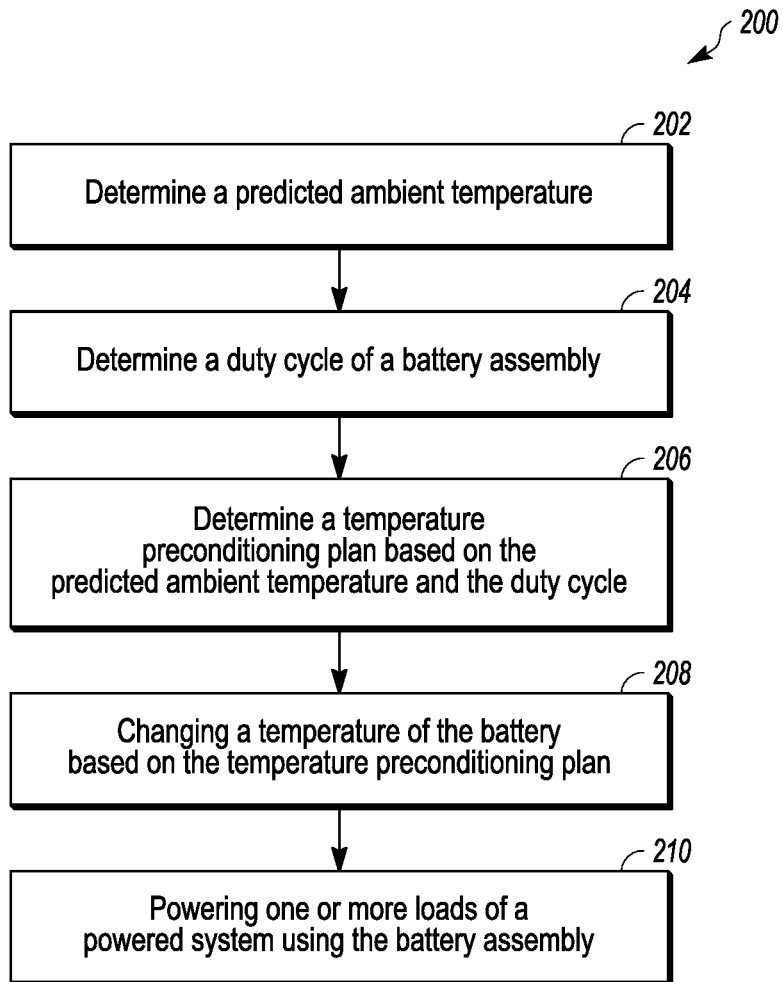 200
202
Determine a predicted ambient temperature
204
Determine a duty cycle of a battery assembly
206
Determine a temperature
preconditioning plan based on the
predicted ambient temperature and the duty cycle
208
Changing a temperature of the battery
based on the temperature preconditioning plan
210
Powering one or more loads of a
powered system using the battery assembly